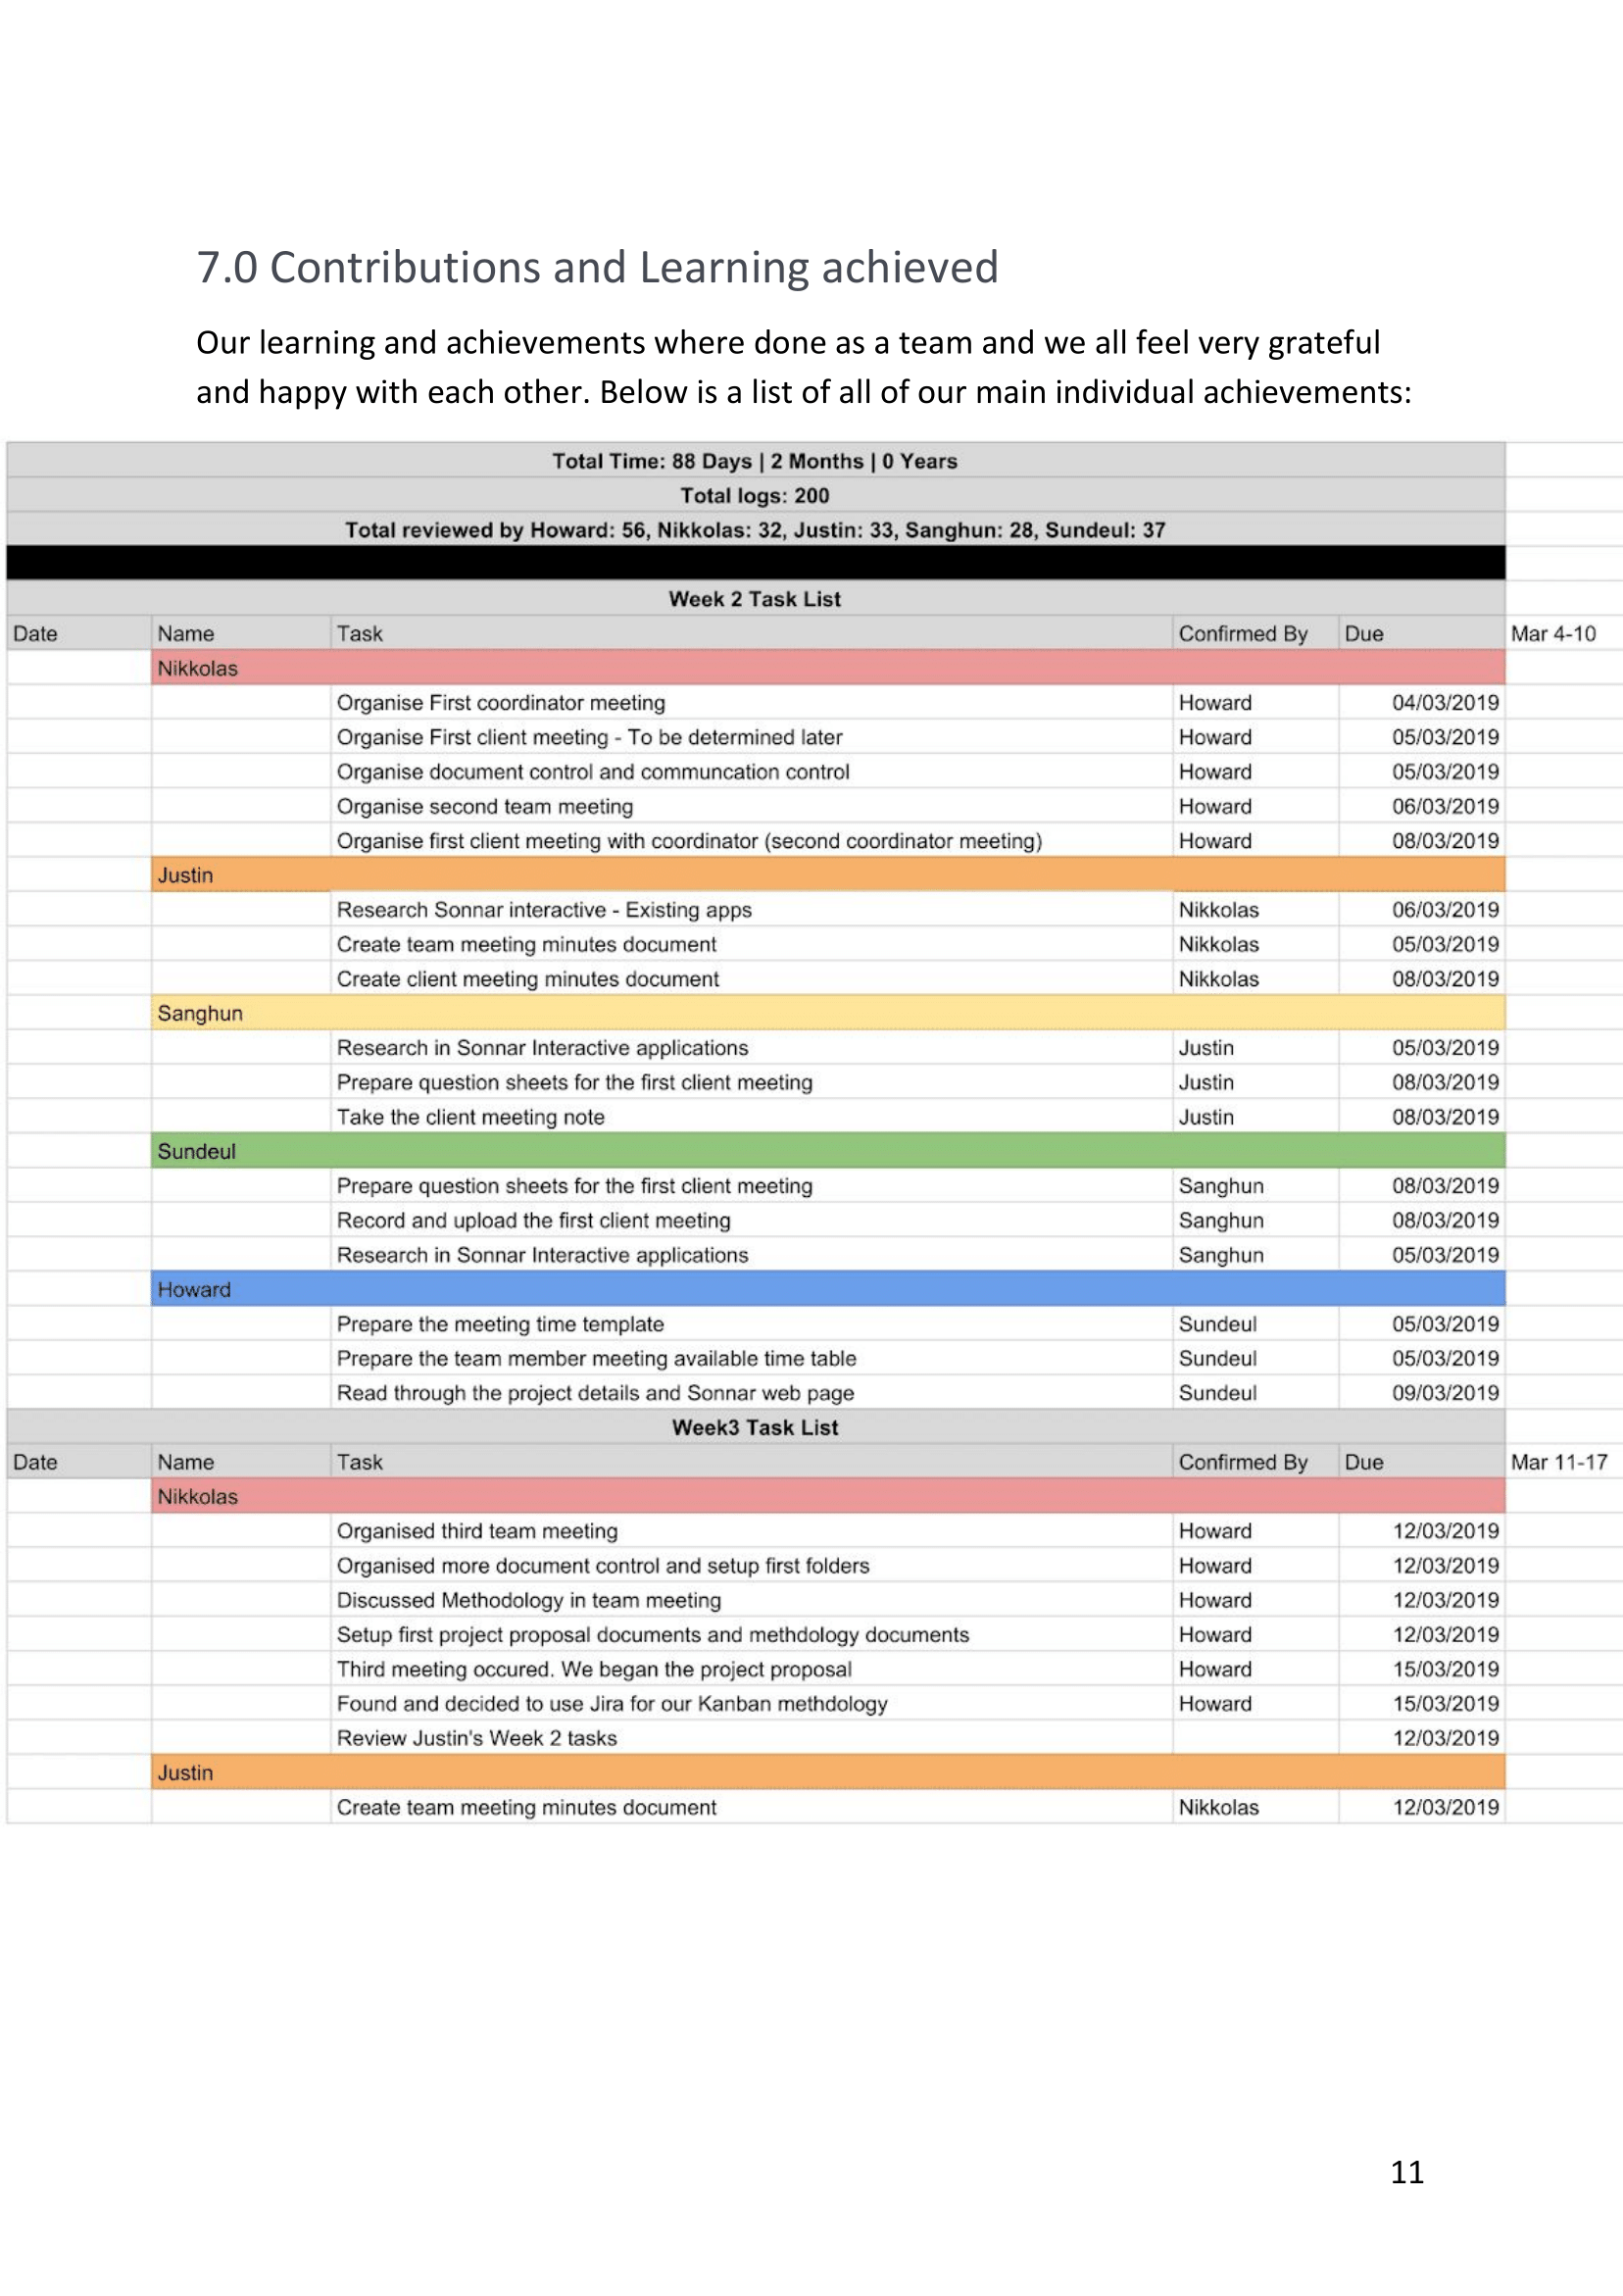 7.0 Contributions and Learning achieved
Our learning and achievements where done as a team and we all feel very grateful
and happy with each other. Below is a list of all of our main individual achievements:
Total Time: 88 Days | 2 Months | 0 Years
Total logs: 200
Total reviewed by Howard: 56, Nikkolas: 32, Justin: 33, Sanghun: 28, Sundeul: 37
Week 2 Task List
Date Name Task Confirmed By Due Mar 4-10
Nikkolas
Organise First coordinator meeting Howard 04/03/2019
Organise First client meeting - To be determined later Howard 05/03/2019
Organise document control and communcation control Howard 05/03/2019
Organise second team meeting Howard 06/03/2019
Organise first client meeting with coordinator (second coordinator meeting) Howard 08/03/2019
Justin
Research Sonnar interactive - Existing apps Nikkolas 06/03/2019
Create team meeting minutes document Nikkolas 05/03/2019
Create client meeting minutes document Nikkolas 08/03/2019
Sanghun
Research in Sonnar Interactive applications Justin 05/03/2019
Prepare question sheets for the first client meeting Justin 08/03/2019
Take the client meeting note Justin 08/03/2019
Sundeul
Prepare question sheets for the first client meeting Sanghun 08/03/2019
Record and upload the first client meeting Sanghun 08/03/2019
Research in Sonnar Interactive applications Sanghun 05/03/2019
Howard
Prepare the meeting time template Sundeul 05/03/2019
Prepare the team member meeting available time table Sundeul 05/03/2019
Read through the project details and Sonnar web page Sundeul 09/03/2019
Week3 Task List
Date Name Task Confirmed By Due Mar 11-17
Nikkolas
Organised third team meeting Howard 12/03/2019
Organised more document control and setup first folders Howard 12/03/2019
Discussed Methodology in team meeting Howard 12/03/2019
Setup first project proposal documents and methdology documents Howard 12/03/2019
Third meeting occured. We began the project proposal Howard 15/03/2019
Found and decided to use Jira for our Kanban methdology Howard 15/03/2019
Review Justin's Week 2 tasks 12/03/2019
Justin
Create team meeting minutes document Nikkolas 12/03/2019
11